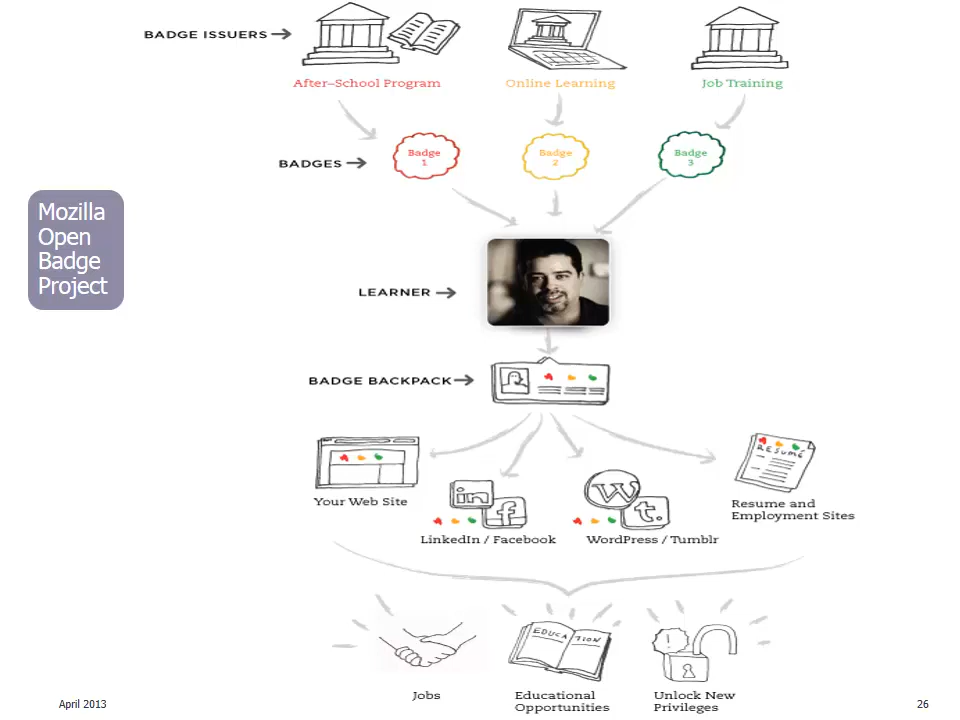 BADGE ISSUERS
After–School Program
Online Learning
Job Training
BADGES
Badge
1
Badge
2
Badge
3
Mozilla
Open
Badge
Project
LEARNER
BADGE BACKPACK
RESUMÉ
Your Web Site
in
f
LinkedIn / Facebook
W
t.
WordPress / Tumblr
Resume and
Employment Sites
EDUCATION
!
Jobs
Educational
Opportunities
Unlock New
Privileges
April 2013
26